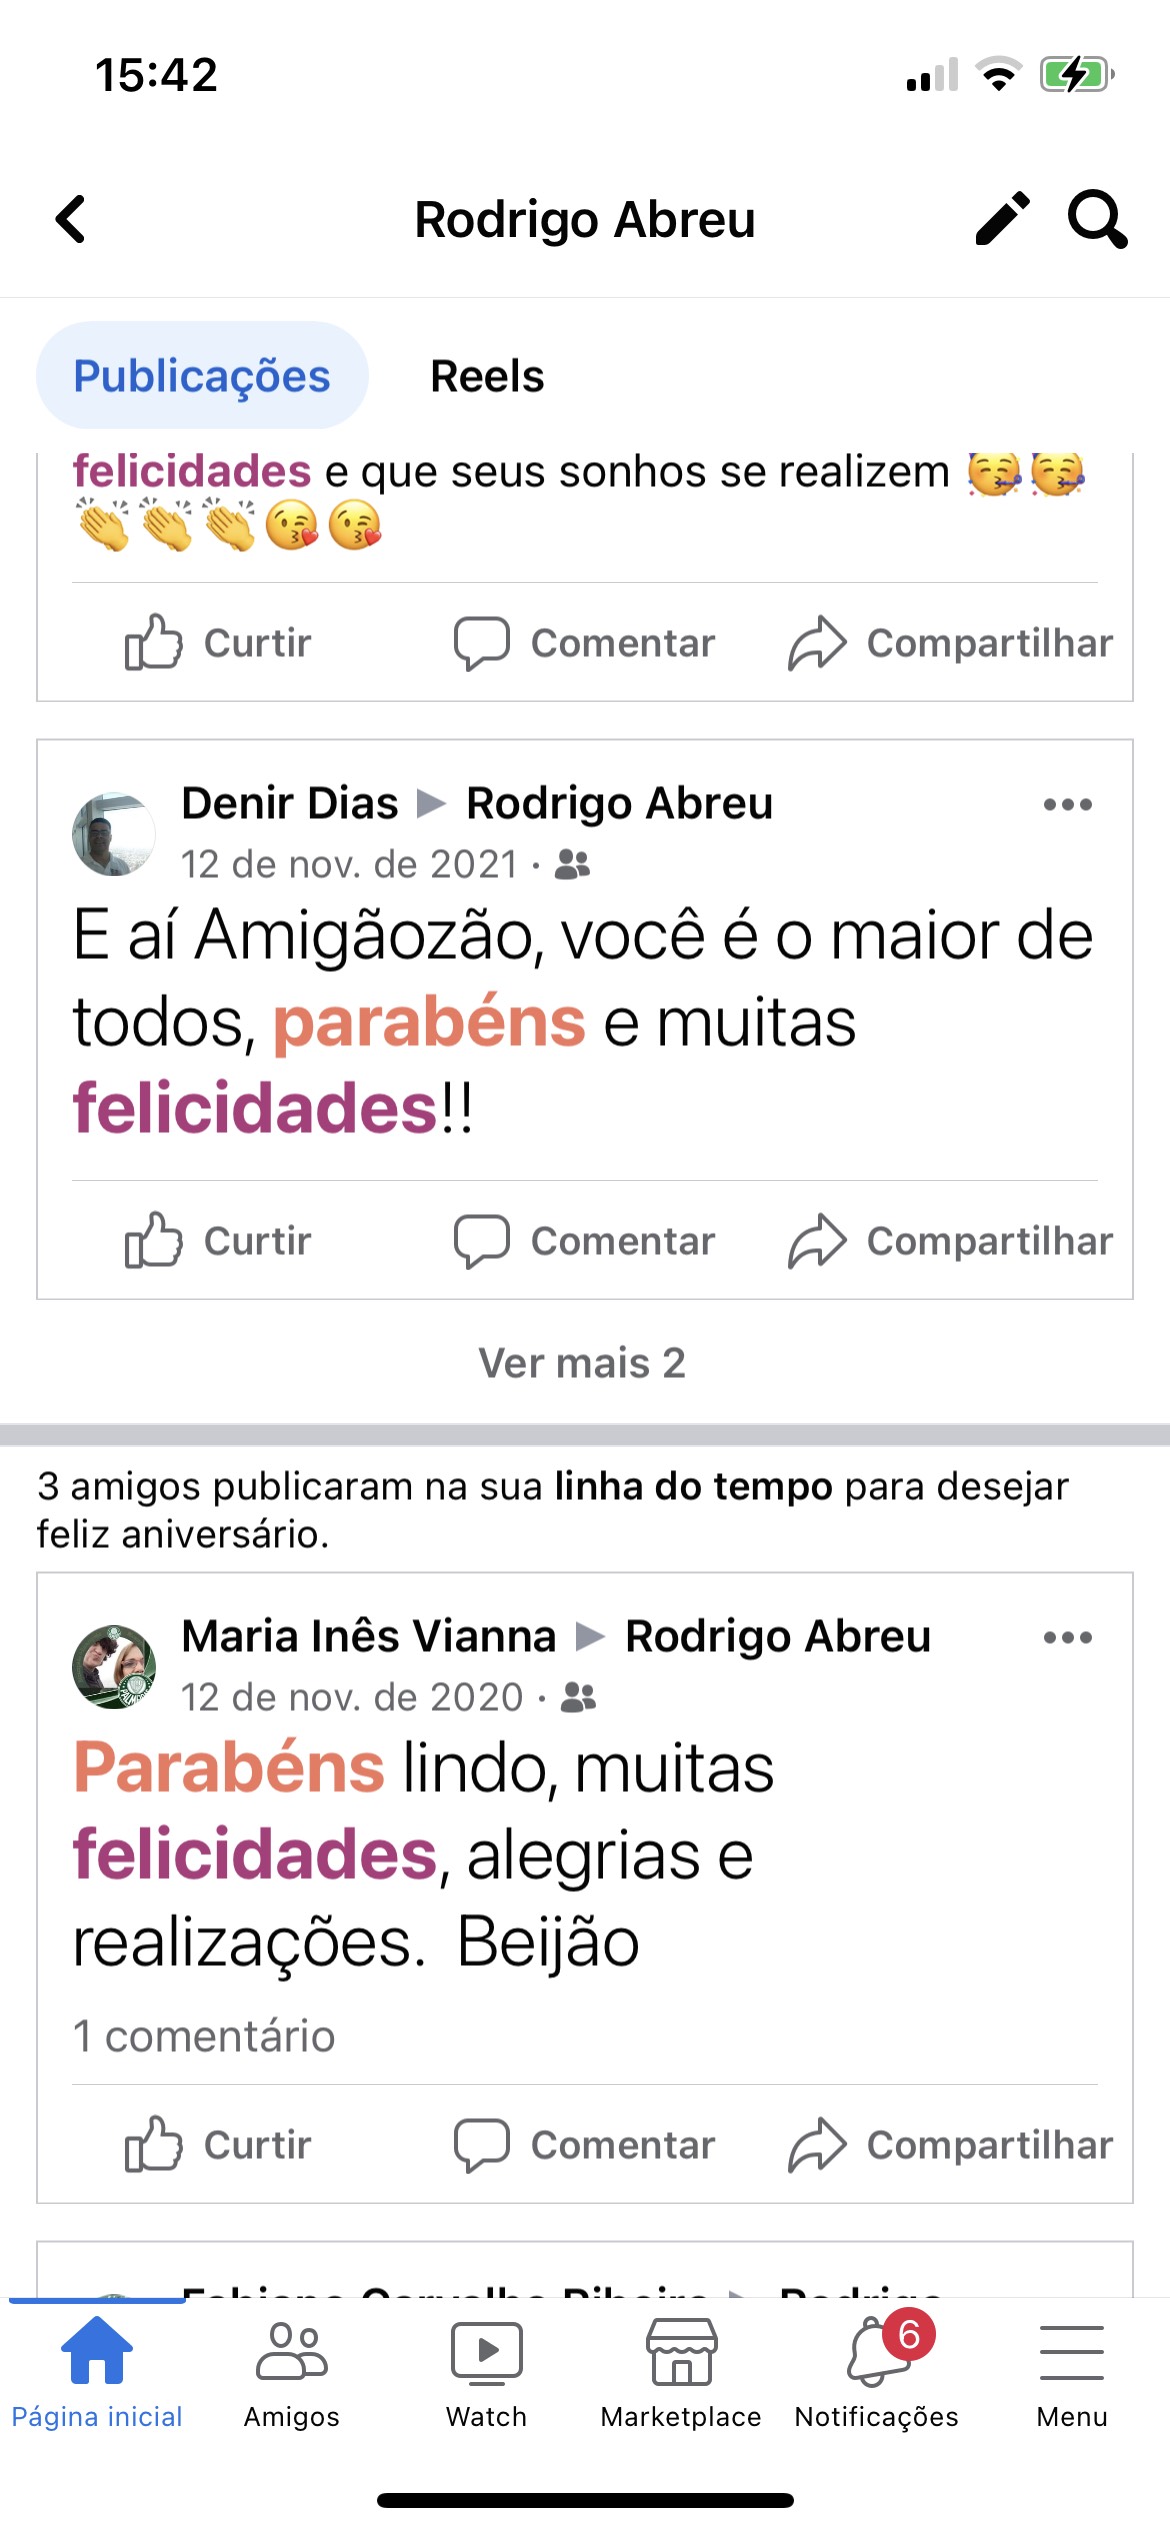 15:42
Rodrigo Abreu
Publicações
Reels
felicidades e que seus sonhos se realizem 🥳🥳
👏👏👏😘😘
Curtir
Comentar
Compartilhar
Denir Dias ▶ Rodrigo Abreu
12 de nov. de 2021 ·
E aí Amigãozão, você é o maior de
todos, parabéns e muitas
felicidades!!
Curtir
Comentar
Compartilhar
Ver mais 2
3 amigos publicaram na sua linha do tempo para desejar
feliz aniversário.
Maria Inês Vianna ▶ Rodrigo Abreu
12 de nov. de 2020 ·
Parabéns lindo, muitas
felicidades, alegrias e
realizações. Beijão
1 comentário
Curtir
Comentar
Compartilhar
6
Página inicial
Amigos
Watch
Marketplace
Notificações
Menu